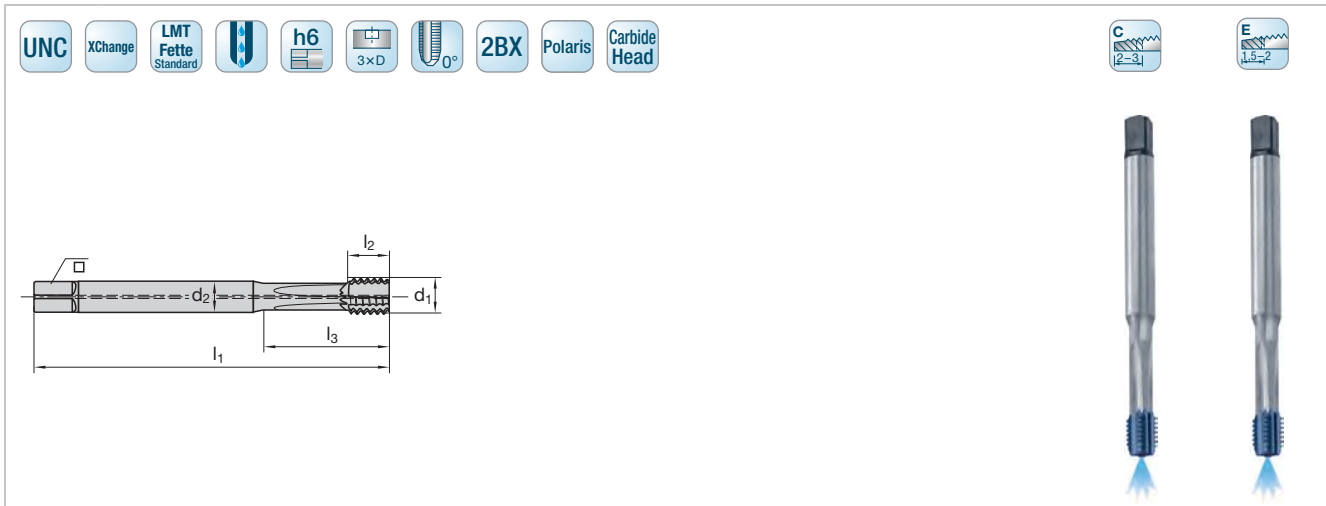 UNC
XChange
LMT
Fette
Standard
h6
3×D
0°
2BX
Polaris
Carbide
Head
C
2–3
E
1,5–2
l2
d2
d1
l3
l1